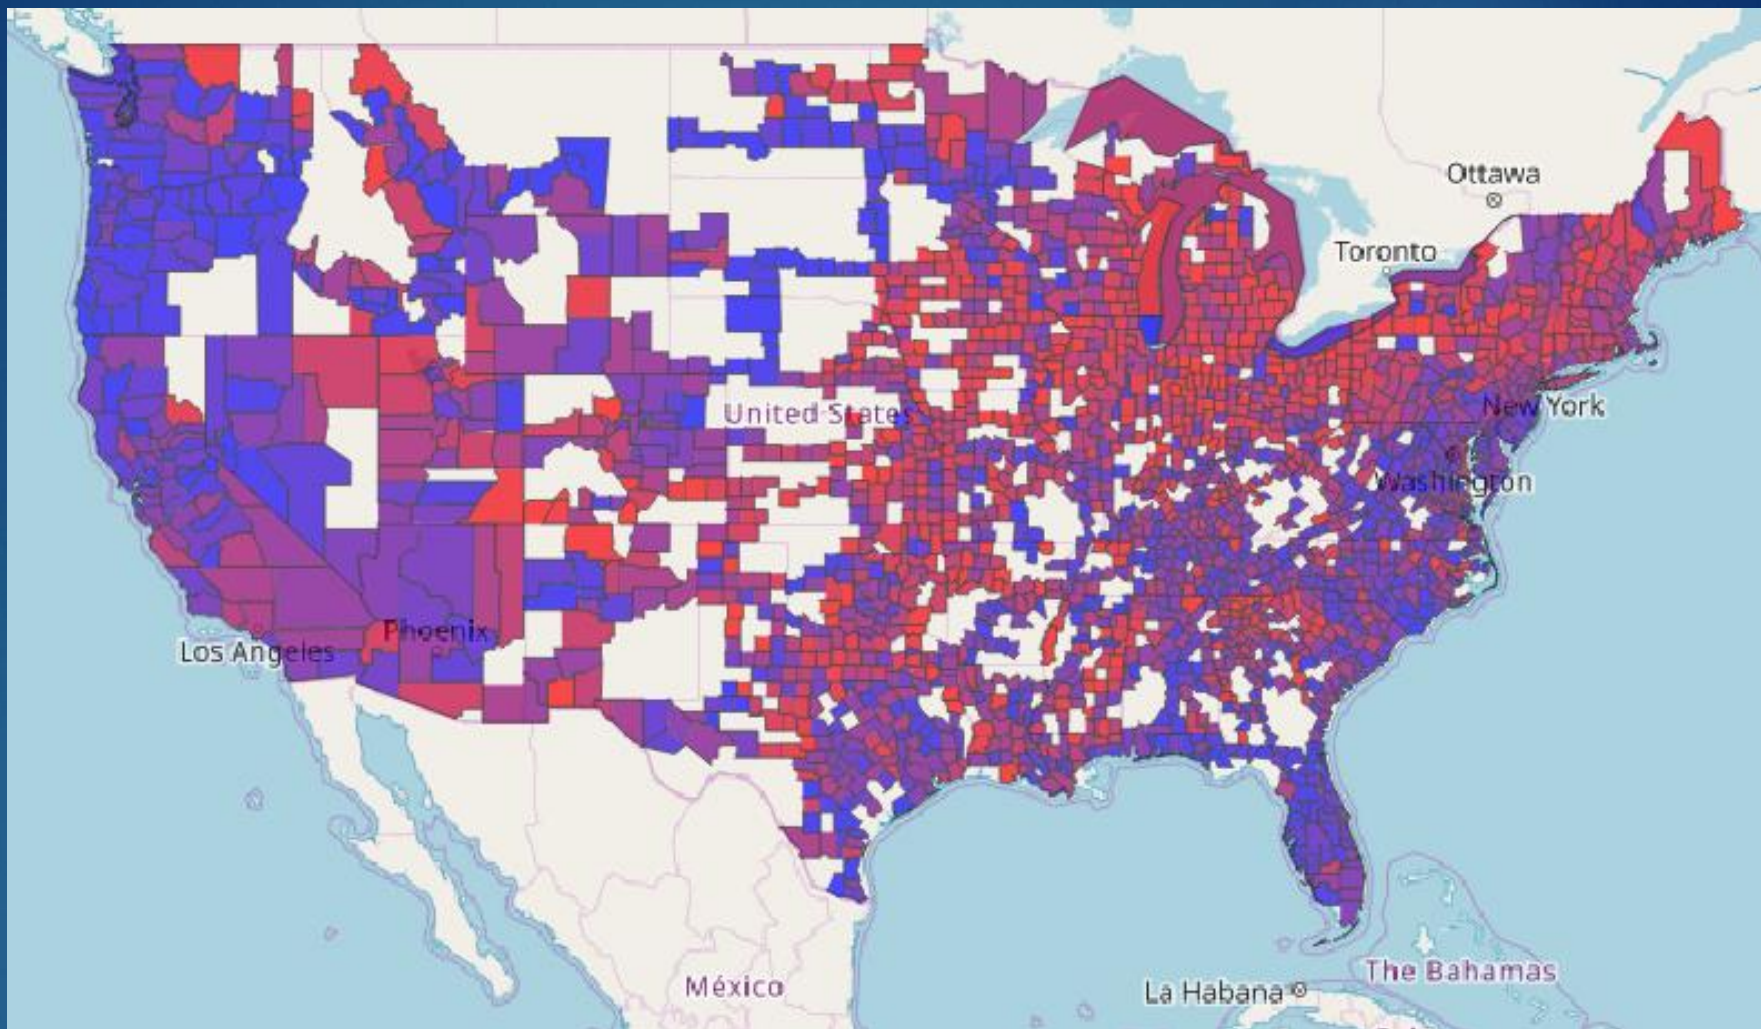 Ottawa
Toronto
United States
New York
Washington
Phoenix
Los Angeles
México
La Habana
The Bahamas